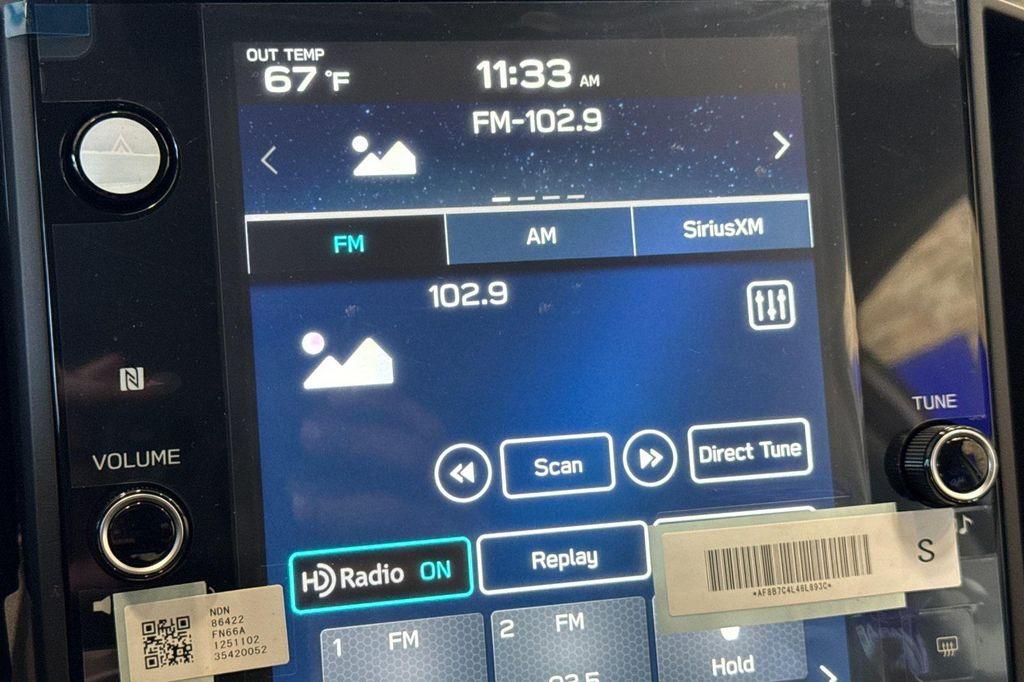 OUT TEMP
67 °F
11:33 AM
FM-102.9
FM
AM
SiriusXM
102.9
VOLUME
TUNE
Scan
Direct Tune
HD Radio ON
Replay
*AF8B7C4L46L893C*
S
NDN
86422
FN66A
1251102
35420052
1
FM
2
FM
Hold